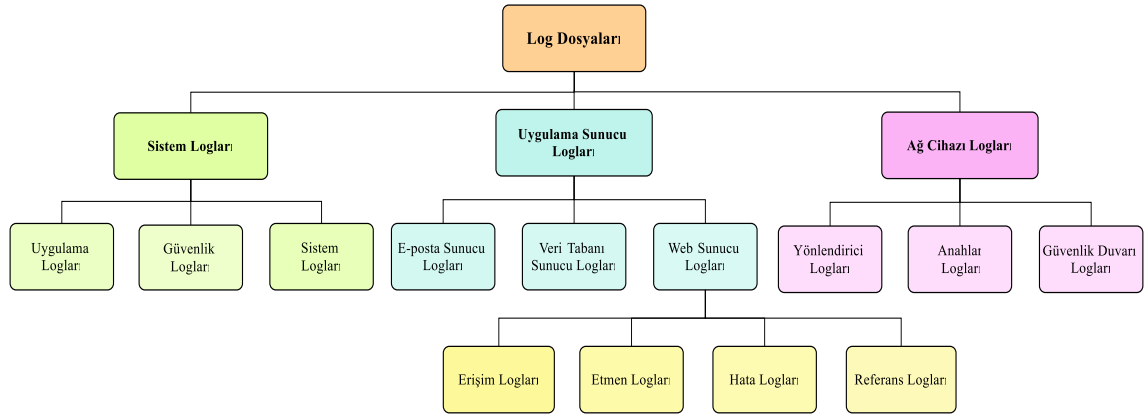 Log Dosyaları
Sistem Logları
Uygulama Sunucu
Logları
Ağ Cihazı Logları
Uygulama
Logları
Güvenlik
Logları
Sistem
Logları
E-posta Sunucu
Logları
Veri Tabanı
Sunucu Logları
Web Sunucu
Logları
Yönlendirici
Logları
Anahlar
Logları
Güvenlik Duvarı
Logları
Erişim Logları
Etmen Logları
Hata Logları
Referans Logları